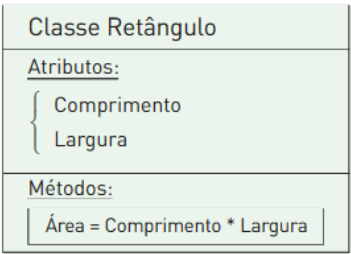 Classe Retângulo
Atributos:
Comprimento
Largura
Métodos:
Área = Comprimento * Largura